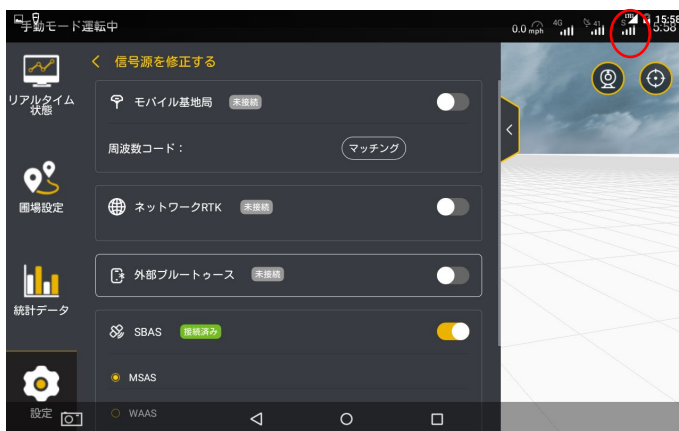 手動モード運転中
0.0 mph 4G 41 S 15:58
5:58
リアルタイム
状態
圃場設定
統計データ
設定
信号源を修正する
モバイル基地局 未接続
周波数コード： マッチング
ネットワークRTK 未接続
外部ブルートゥース 未接続
SBAS 接続済み
MSAS
WAAS